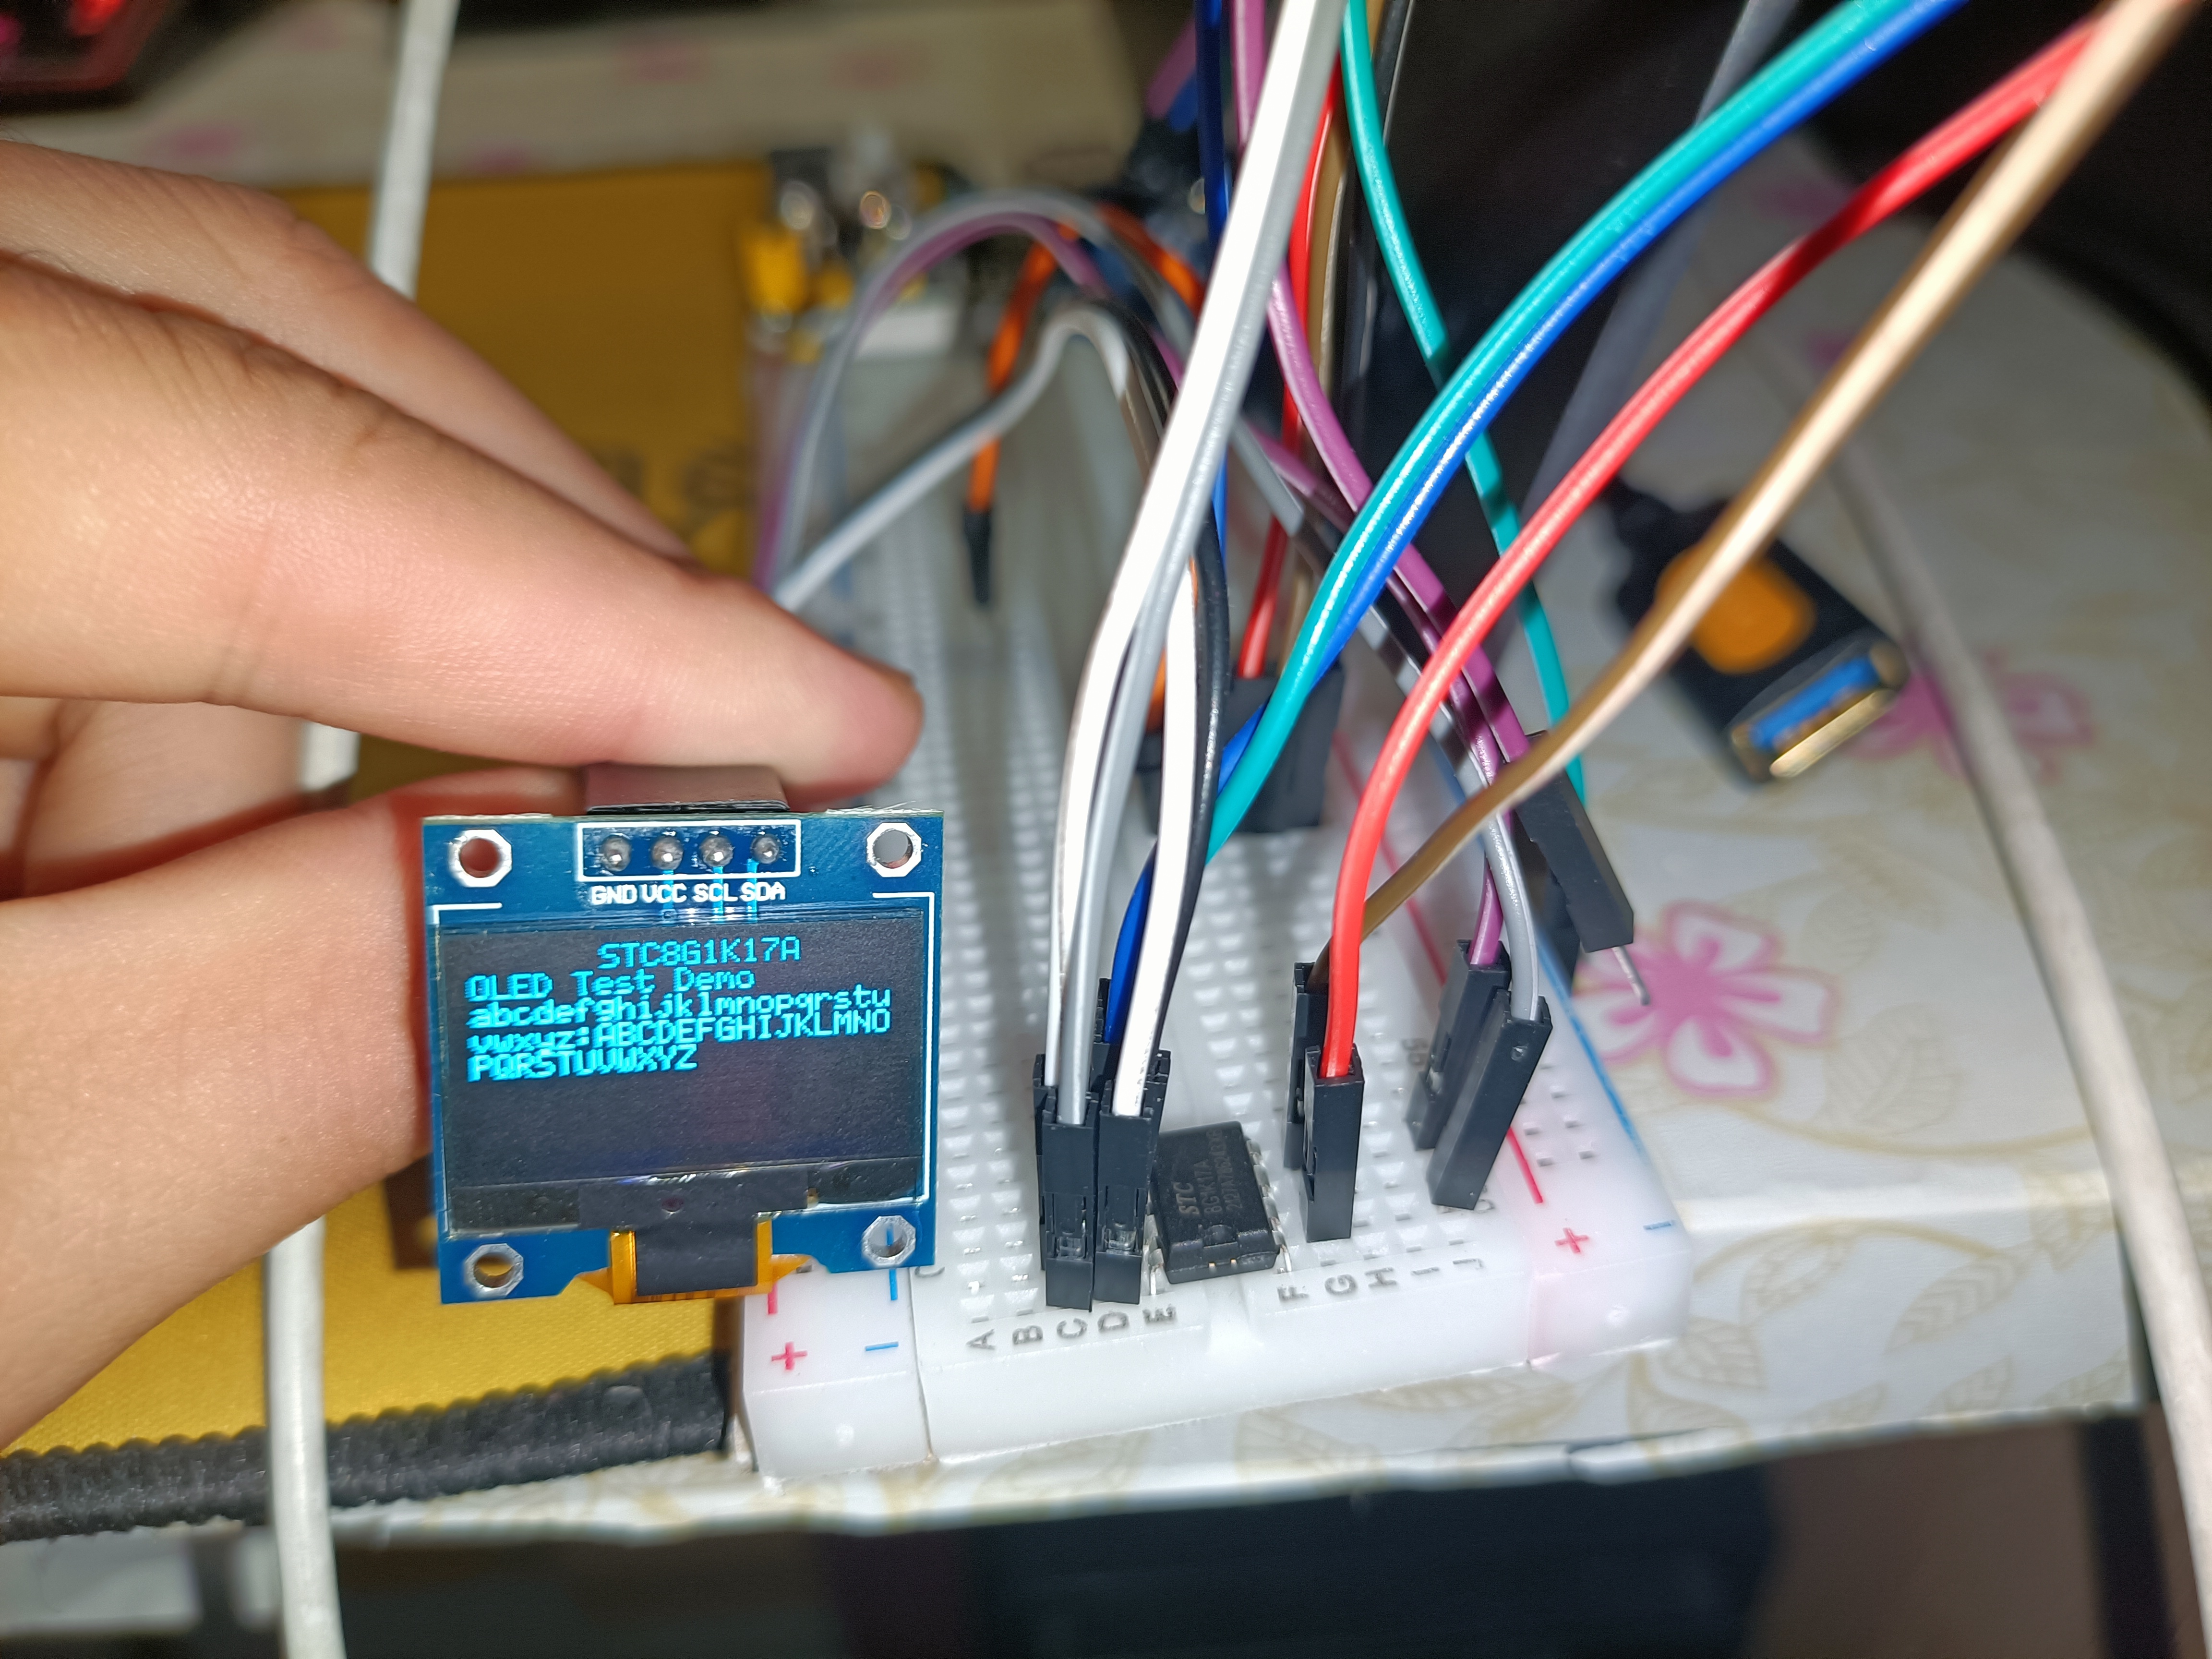 GND VCC SCL SDA
STC8G1K17A
OLED Test Demo
abcdefghijklmnopqrstu
vwxyz:ABCDEFGHIJKLMNO
PQRSTUVWXYZ
STC
8G1K17A
A B C D E
F G H I J
+ −
+ −